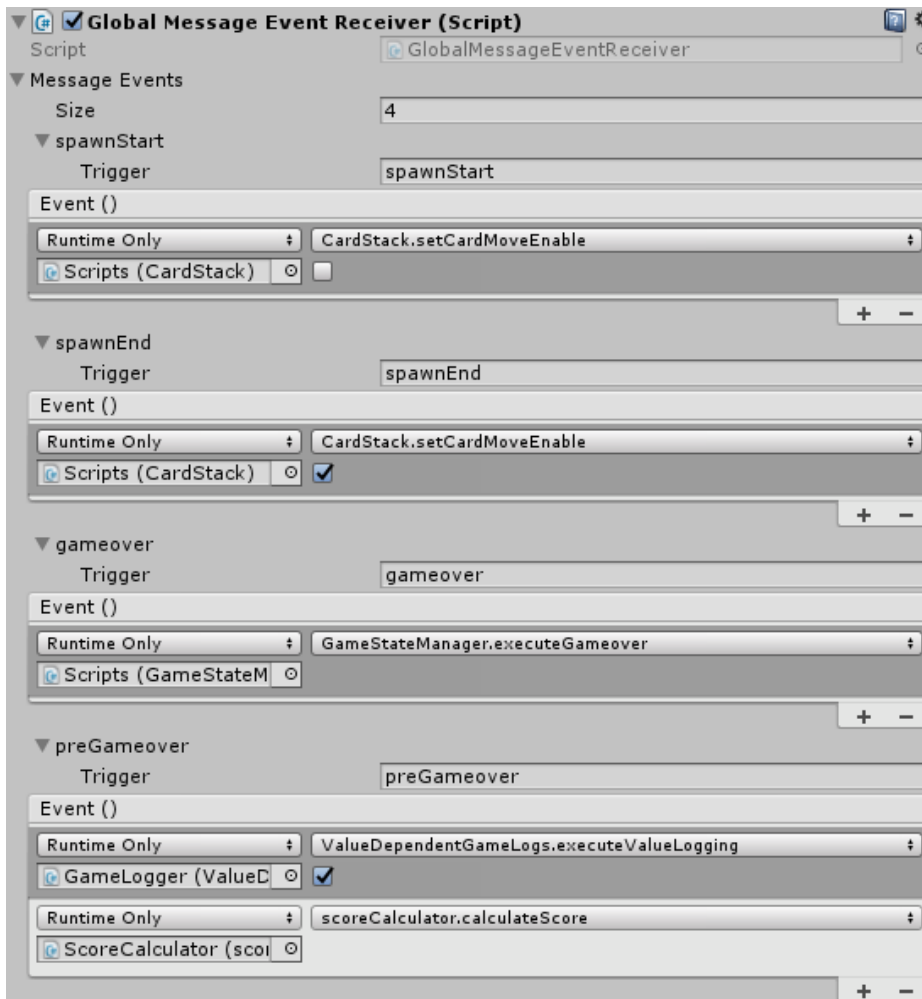 Global Message Event Receiver (Script)
Script GlobalMessageEventReceiver
Message Events
Size 4
spawnStart
Trigger spawnStart
Event ()
Runtime Only CardStack.setCardMoveEnable
Scripts (CardStack)
+ −
spawnEnd
Trigger spawnEnd
Event ()
Runtime Only CardStack.setCardMoveEnable
Scripts (CardStack)
+ −
gameover
Trigger gameover
Event ()
Runtime Only GameStateManager.executeGameover
Scripts (GameStateM
+ −
preGameover
Trigger preGameover
Event ()
Runtime Only ValueDependentGameLogs.executeValueLogging
GameLogger (ValueD
Runtime Only scoreCalculator.calculateScore
ScoreCalculator (scor
+ −